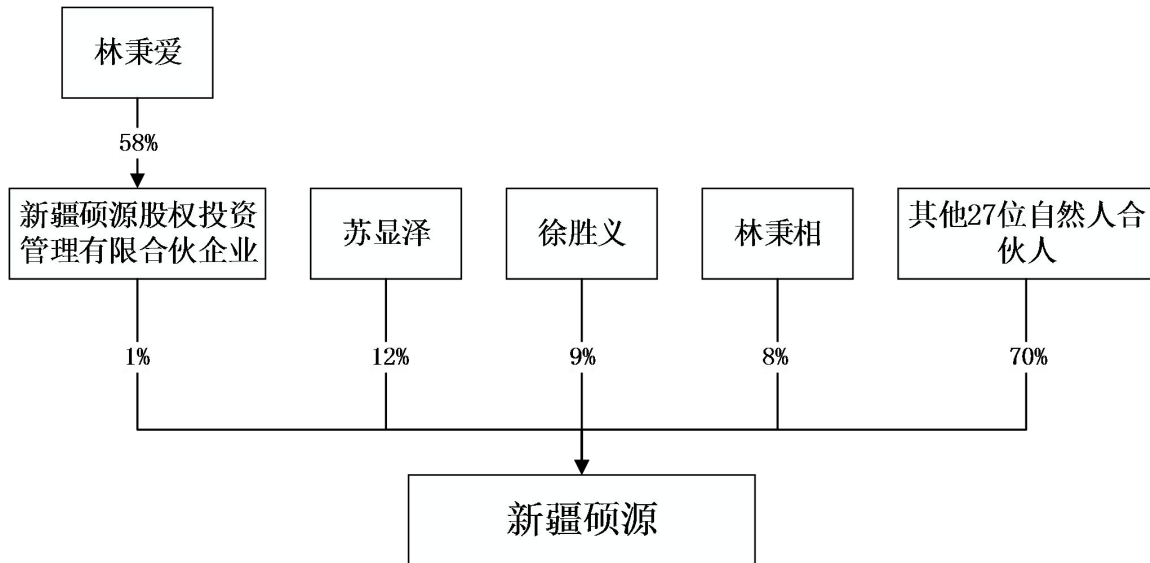 林秉爱
58%
新疆硕源股权投资
管理有限合伙企业
苏显泽
徐胜义
林秉相
其他27位自然人合
伙人
1%
12%
9%
8%
70%
新疆硕源